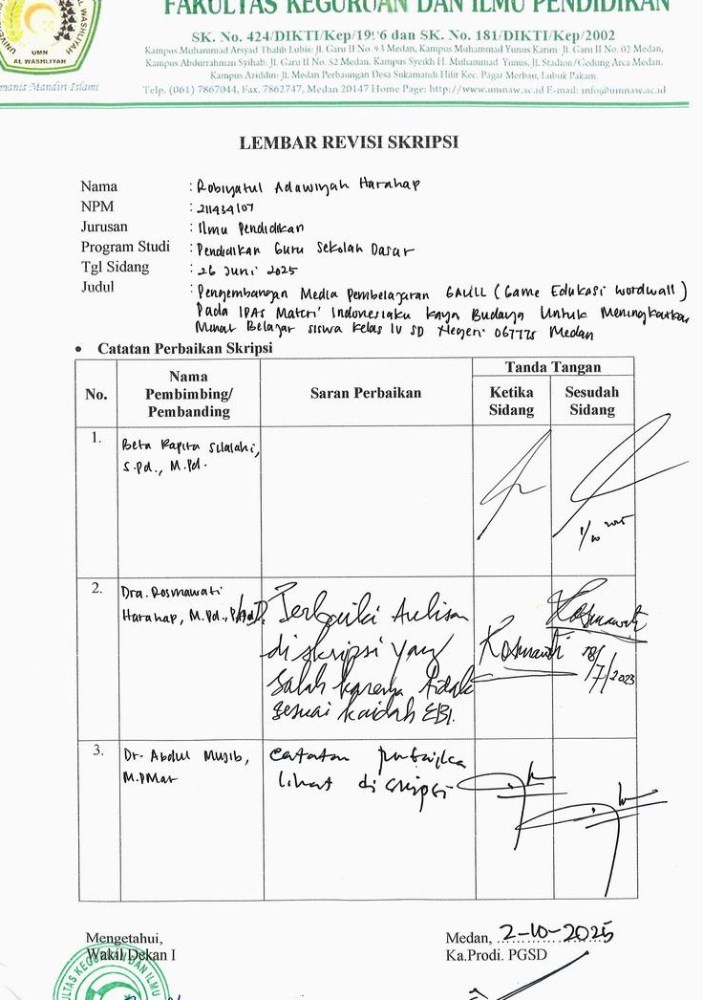 FAKULTAS KEGURUAN DAN ILMU PENDIDIKAN
SK. No. 424/DIKTI/Kep/1996 dan SK. No. 181/DIKTI/Kep/2002
Kampus Muhammad Arsyad Thalib Lubis: Jl. Garu II No. 93 Medan, Kampus Muhammad Yunus Karim: Jl. Garu II No. 02 Medan,
Kampus Abdurrahman Syihab: Jl. Garu II No. 52 Medan, Kampus Syeikh H. Muhammad Yunus, Jl. Stadion/Gedung Arca Medan,
Kampus Aziddin: Jl. Medan Perbaungan Desa Sukamandi Hilir Kec. Pagar Merbau, Lubuk Pakam.
Telp. (061) 7867044, Fax. 7862747, Medan 20147 Home Page: http://www.umnaw.ac.id E-mail: info@umnaw.ac.id
UMN
AL WASHLIYAH
manis Mandiri Islami
LEMBAR REVISI SKRIPSI
Nama : Robiyatul Adawiyah Harahap
NPM : 211434107
Jurusan : Ilmu Pendidikan
Program Studi : Pendidikan Guru Sekolah Dasar
Tgl Sidang : 26 Juni 2025
Judul : Pengembangan Media Pembelajaran GAULL (Game Edukasi Wordwall)
Pada IPAS Materi Indonesiaku Kaya Budaya Untuk Meningkatkan
Minat Belajar Siswa Kelas IV SD Negeri 067775 Medan
• Catatan Perbaikan Skripsi
No.
Nama
Pembimbing/
Pembanding
Saran Perbaikan
Tanda Tangan
Ketika
Sidang
Sesudah
Sidang
1.
Beta Rapita Silalahi,
S.Pd., M.Pd.
1/10 2025
2.
Dra. Rosmawati
Harahap, M.Pd., Ph.D.
Perbaiki tulisan
di skripsi yang
salah karena tidak
sesuai kaidah EBI.
Rosmawati
Rosmawati
18/7/2025
3.
Dr. Abdul Mujib,
M.PMat
catatan perbaikan
lihat di skripsi
Mengetahui,
Wakil Dekan I
Medan, 2-10-2025
Ka.Prodi. PGSD
FAKULTAS KEGURUAN DAN ILMU